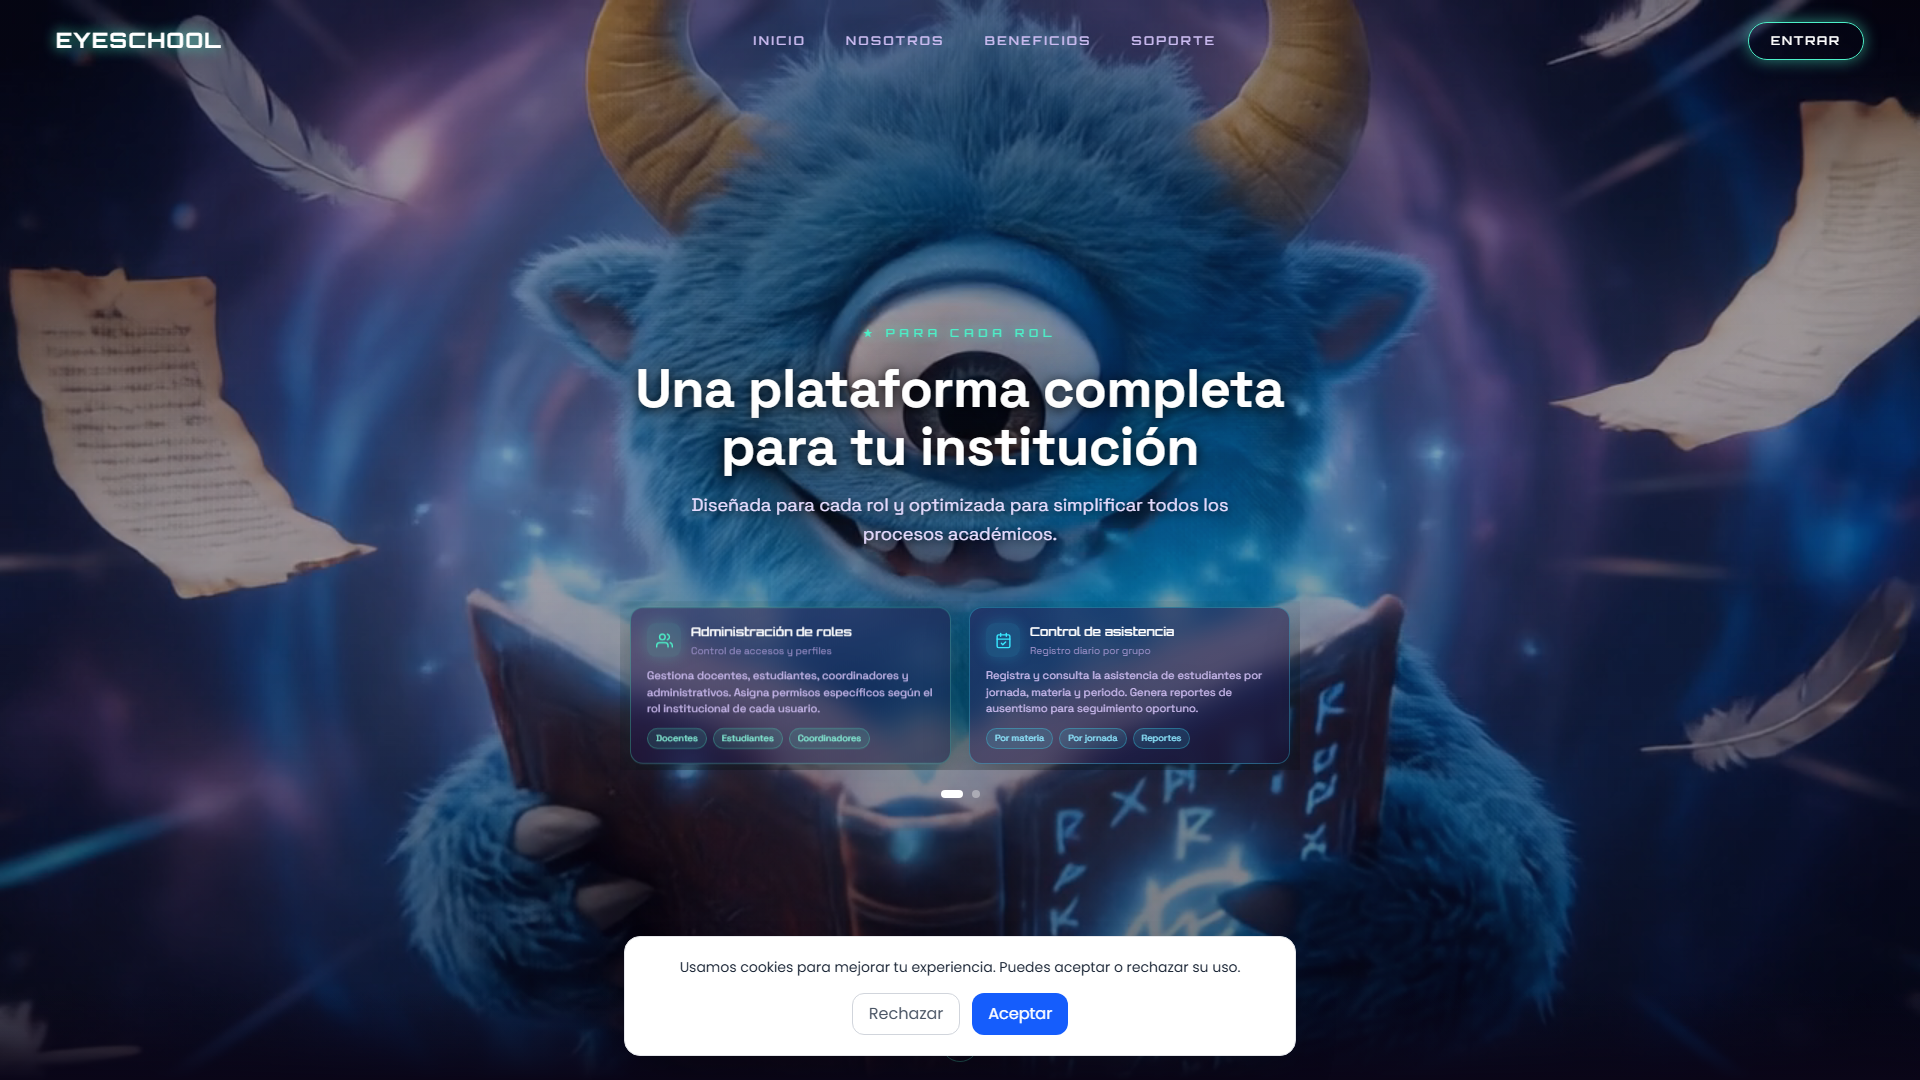 EYESCHOOL
INICIO
NOSOTROS
BENEFICIOS
SOPORTE
ENTRAR
★ PARA CADA ROL
Una plataforma completa
para tu institución
Diseñada para cada rol y optimizada para simplificar todos los
procesos académicos.
Administración de roles
Control de accesos y perfiles
Gestiona docentes, estudiantes, coordinadores y
administrativos. Asigna permisos específicos según el
rol institucional de cada usuario.
Docentes
Estudiantes
Coordinadores
Control de asistencia
Registro diario por grupo
Registra y consulta la asistencia de estudiantes por
jornada, materia y periodo. Genera reportes de
ausentismo para seguimiento oportuno.
Por materia
Por jornada
Reportes
Usamos cookies para mejorar tu experiencia. Puedes aceptar o rechazar su uso.
Rechazar
Aceptar